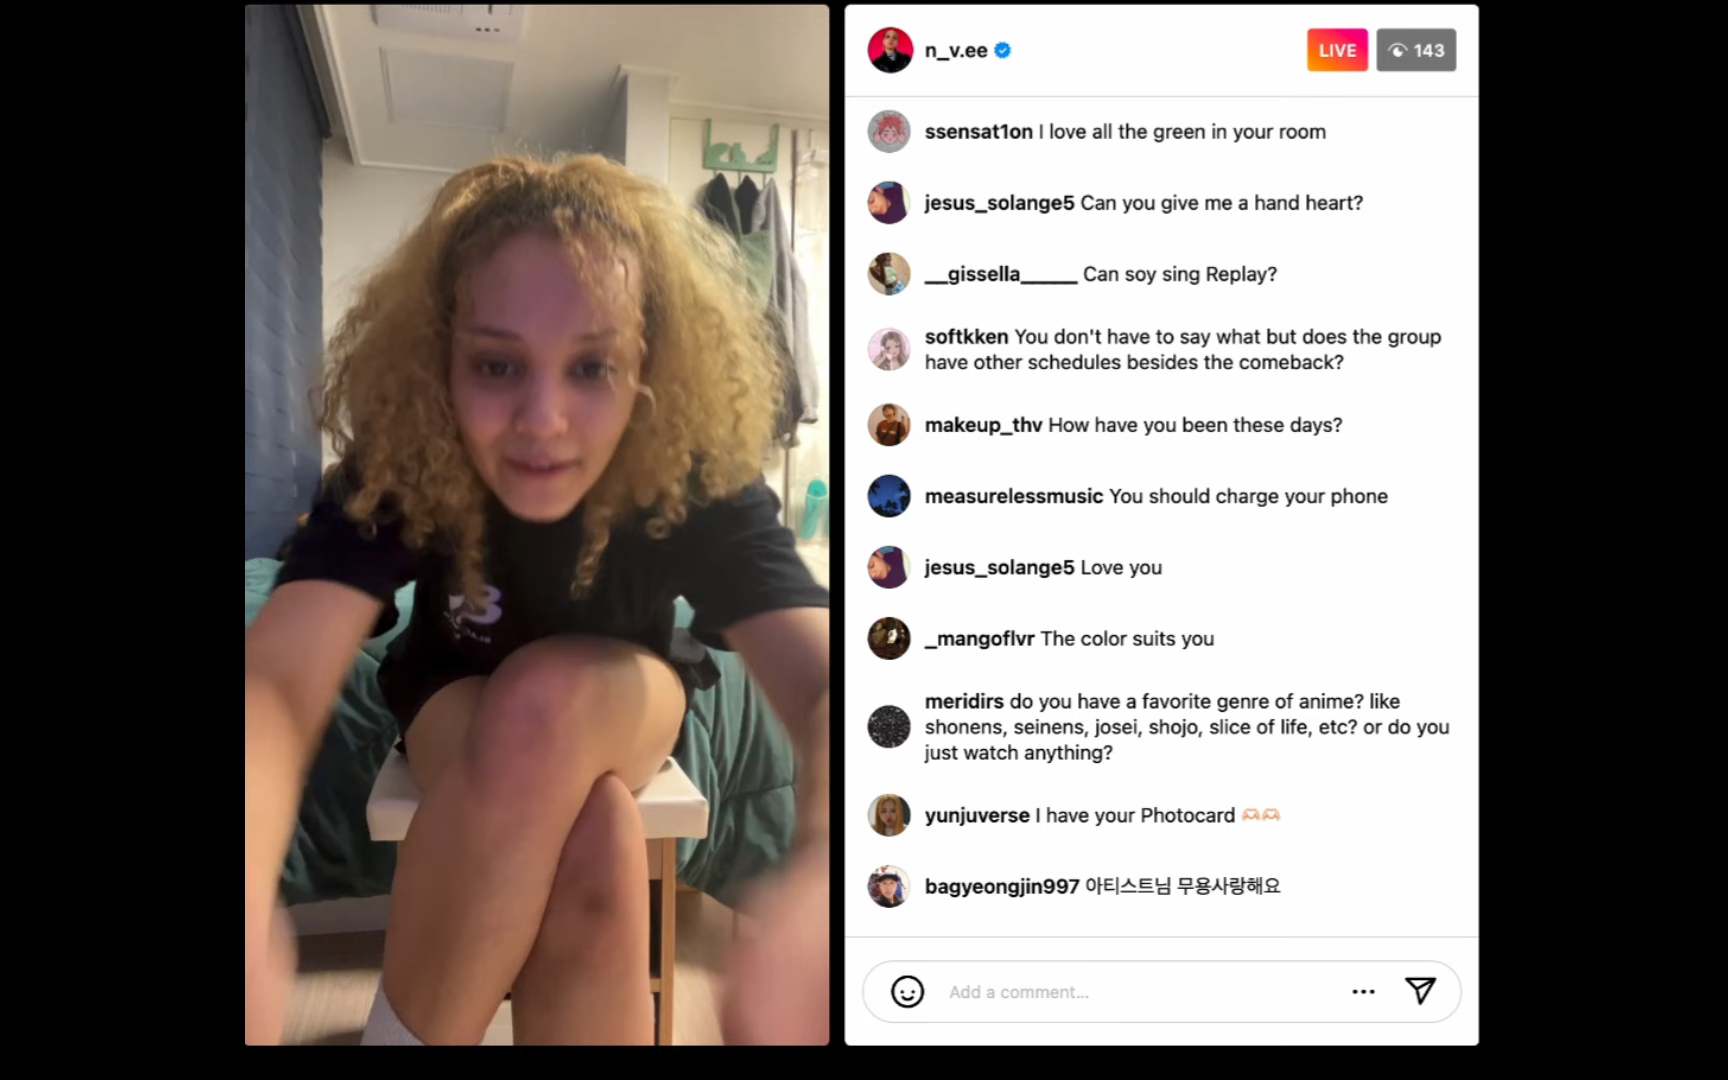 n_v.ee
LIVE
143
ssensat1on I love all the green in your room
jesus_solange5 Can you give me a hand heart?
__gissella_____ Can soy sing Replay?
softkken You don't have to say what but does the group
have other schedules besides the comeback?
makeup_thv How have you been these days?
measurelessmusic You should charge your phone
jesus_solange5 Love you
_mangoflvr The color suits you
meridirs do you have a favorite genre of anime? like
shonens, seinens, josei, shojo, slice of life, etc? or do you
just watch anything?
yunjuverse I have your Photocard 🫶🏻🫶🏻
bagyeongjin997 아티스트님 무용사랑해요
Add a comment...